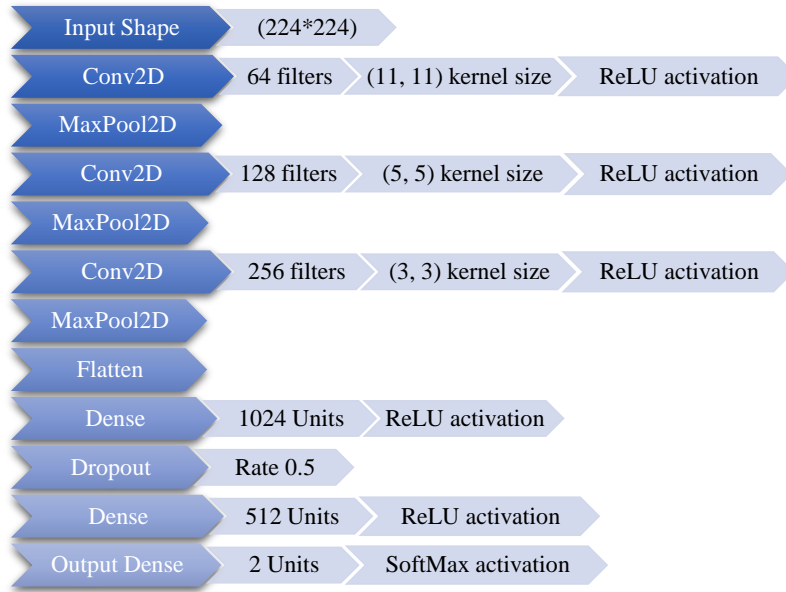 Input Shape (224*224)
Conv2D 64 filters (11, 11) kernel size ReLU activation
MaxPool2D
Conv2D 128 filters (5, 5) kernel size ReLU activation
MaxPool2D
Conv2D 256 filters (3, 3) kernel size ReLU activation
MaxPool2D
Flatten
Dense 1024 Units ReLU activation
Dropout Rate 0.5
Dense 512 Units ReLU activation
Output Dense 2 Units SoftMax activation